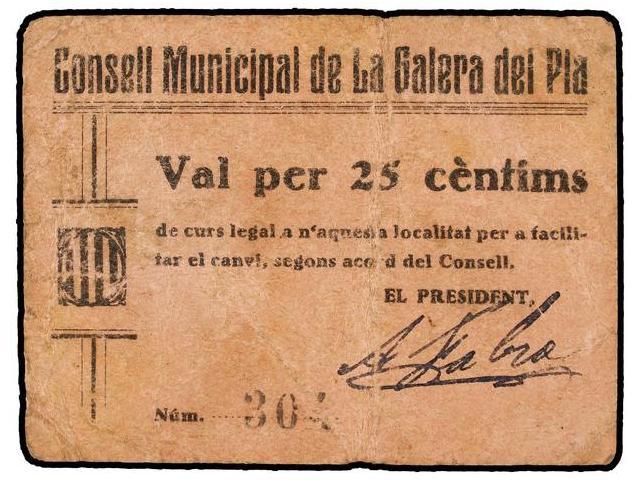 Consell Municipal de La Galera del Pla
Val per 25 cèntims
de curs legal a n'aquesta localitat per a facili-
tar el canvi, segons acord del Consell.
EL PRESIDENT,
A Fabra
Núm. 304